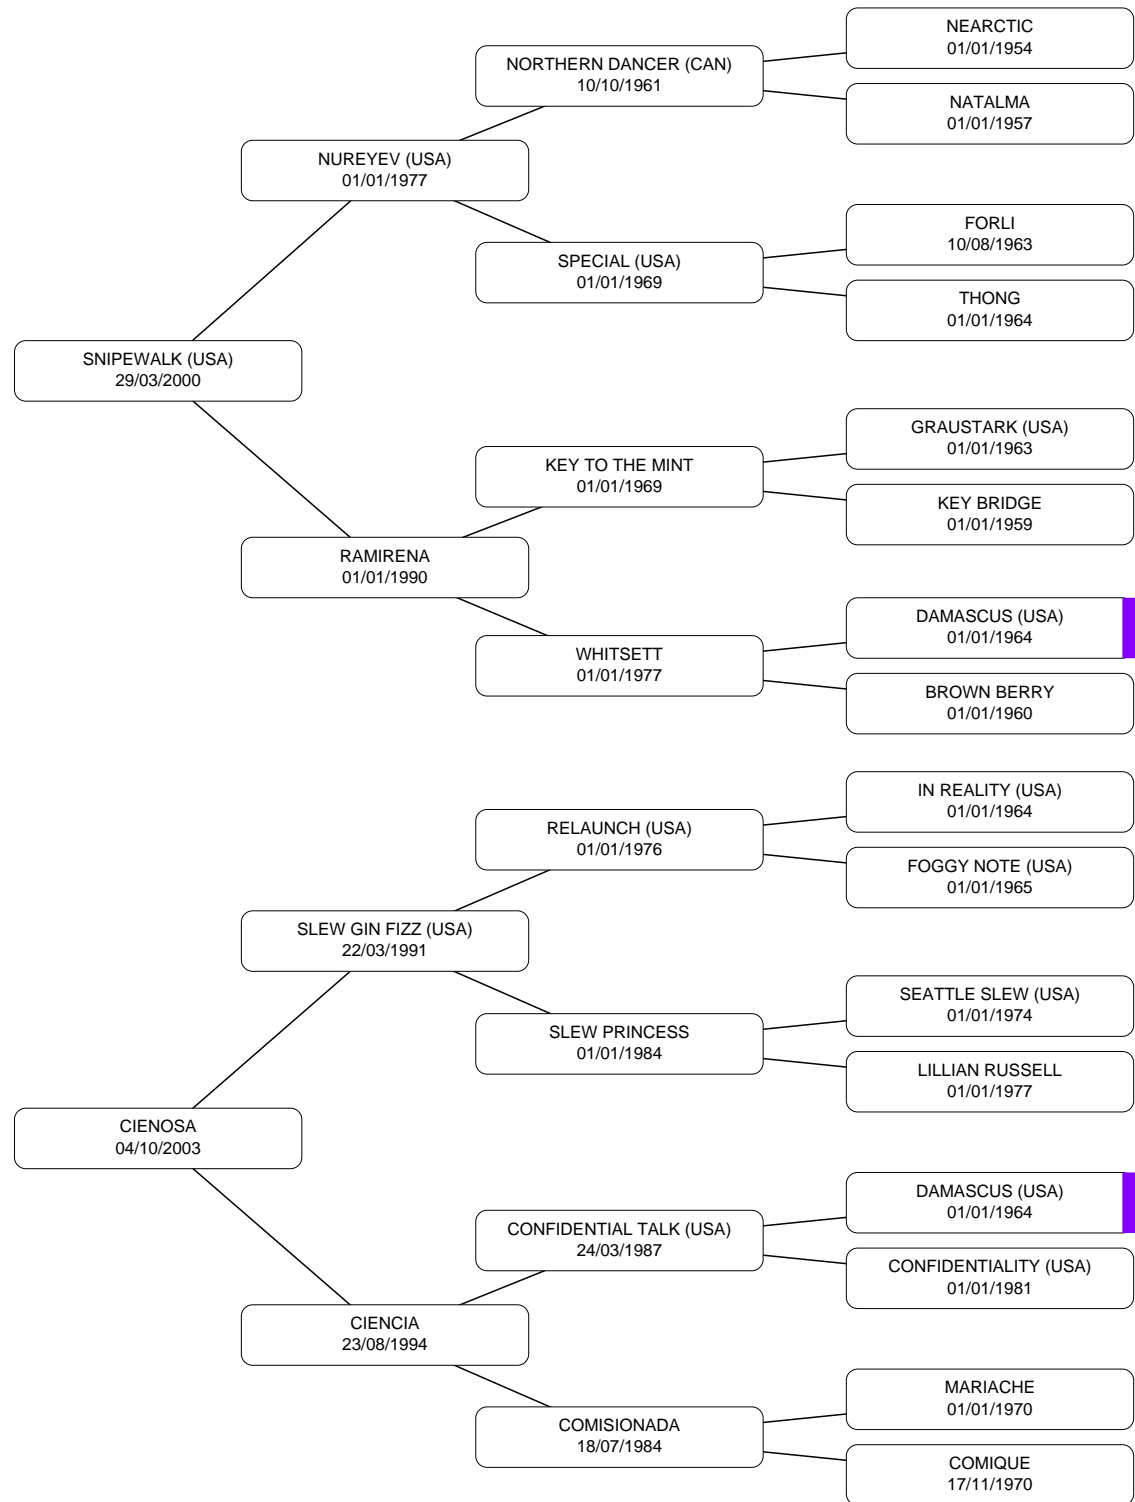 NEARCTIC
01/01/1954
NORTHERN DANCER (CAN)
10/10/1961
NATALMA
01/01/1957
NUREYEV (USA)
01/01/1977
FORLI
10/08/1963
SPECIAL (USA)
01/01/1969
THONG
01/01/1964
SNIPEWALK (USA)
29/03/2000
GRAUSTARK (USA)
01/01/1963
KEY TO THE MINT
01/01/1969
KEY BRIDGE
01/01/1959
RAMIRENA
01/01/1990
DAMASCUS (USA)
01/01/1964
WHITSETT
01/01/1977
BROWN BERRY
01/01/1960
IN REALITY (USA)
01/01/1964
RELAUNCH (USA)
01/01/1976
FOGGY NOTE (USA)
01/01/1965
SLEW GIN FIZZ (USA)
22/03/1991
SEATTLE SLEW (USA)
01/01/1974
SLEW PRINCESS
01/01/1984
LILLIAN RUSSELL
01/01/1977
CIENOSA
04/10/2003
DAMASCUS (USA)
01/01/1964
CONFIDENTIAL TALK (USA)
24/03/1987
CONFIDENTIALITY (USA)
01/01/1981
CIENCIA
23/08/1994
MARIACHE
01/01/1970
COMISIONADA
18/07/1984
COMIQUE
17/11/1970